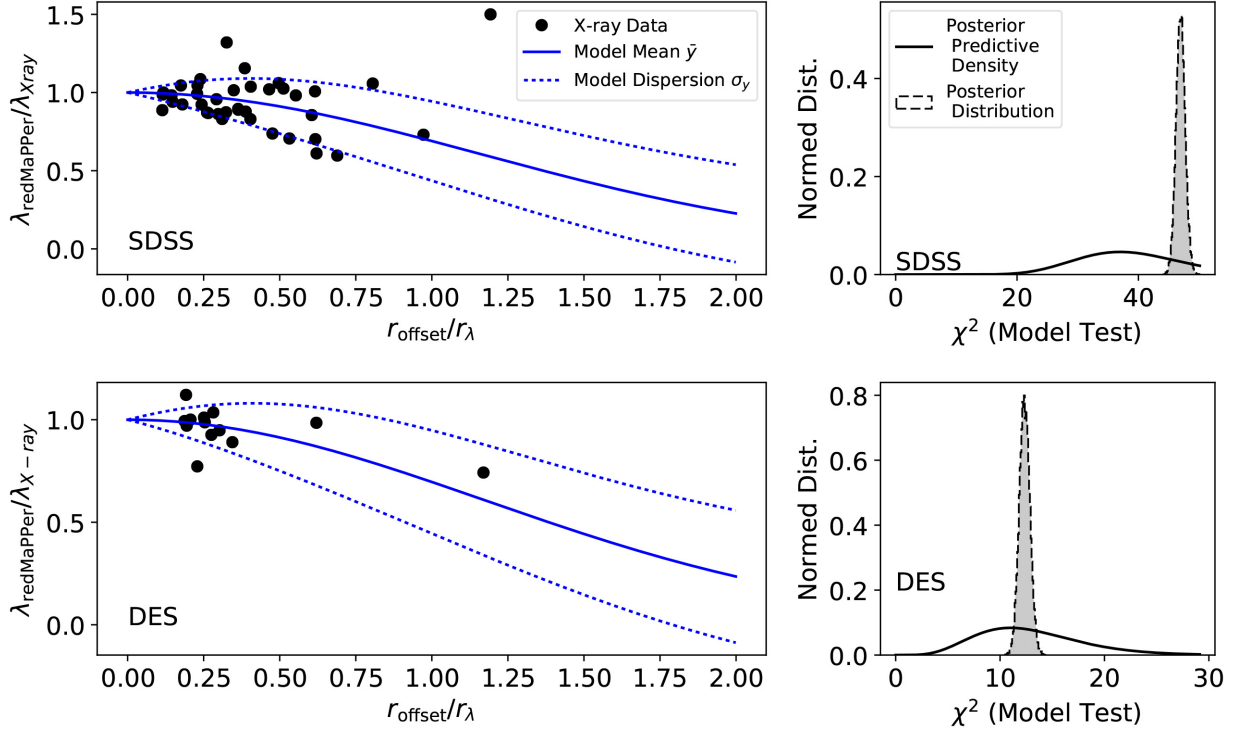 1.5
1.0
0.5
0.0
λredMaPPer/λXray
X-ray Data
Model Mean ȳ
Model Dispersion σy
SDSS
0.00 0.25 0.50 0.75 1.00 1.25 1.50 1.75 2.00
roffset/rλ
0.4
0.2
0.0
Normed Dist.
Posterior
Predictive
Density
Posterior
Distribution
SDSS
0 20 40
χ² (Model Test)
1.0
0.5
0.0
λredMaPPer/λX−ray
DES
0.00 0.25 0.50 0.75 1.00 1.25 1.50 1.75 2.00
roffset/rλ
0.8
0.6
0.4
0.2
0.0
Normed Dist.
DES
0 10 20 30
χ² (Model Test)